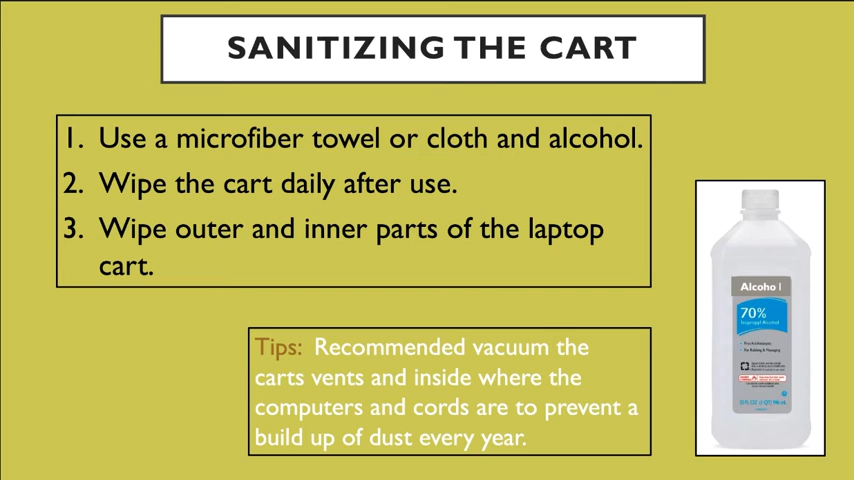 SANITIZING THE CART
1. Use a microfiber towel or cloth and alcohol.
2. Wipe the cart daily after use.
3. Wipe outer and inner parts of the laptop
cart.
Tips: Recommended vacuum the
carts vents and inside where the
computers and cords are to prevent a
build up of dust every year.
Alcohol
70%
Isopropyl Alcohol